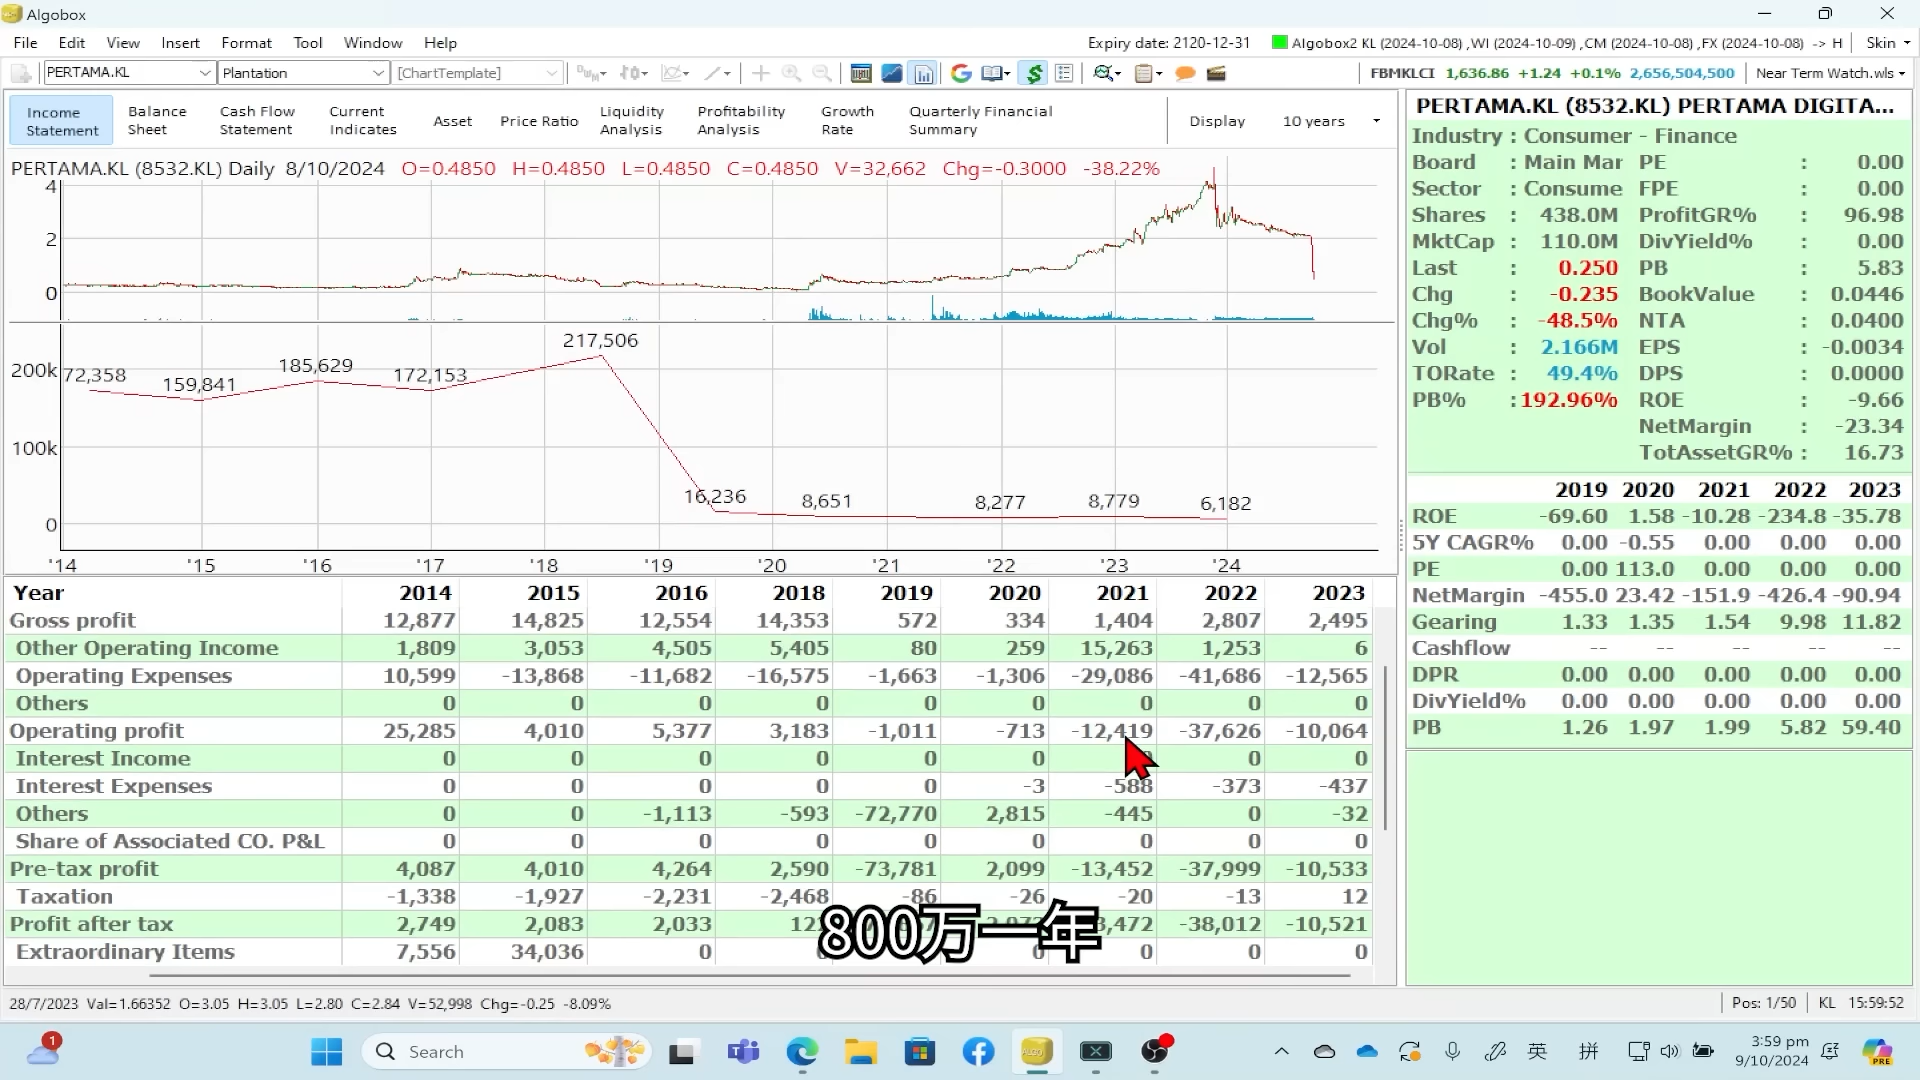 Algobox
File Edit View Insert Format Tool Window Help
Expiry date: 2120-12-31 Algobox2 KL (2024-10-08) ,WI (2024-10-09) ,CM (2024-10-08) ,FX (2024-10-08) -> H Skin
PERTAMA.KL Plantation [ChartTemplate]
FBMKLCI 1,636.86 +1.24 +0.1% 2,656,504,500 Near Term Watch.wls
Income Statement
Balance Sheet
Cash Flow Statement
Current Indicates
Asset
Price Ratio
Liquidity Analysis
Profitability Analysis
Growth Rate
Quarterly Financial Summary
Display
10 years
PERTAMA.KL (8532.KL) Daily 8/10/2024 O=0.4850 H=0.4850 L=0.4850 C=0.4850 V=32,662 Chg=-0.3000 -38.22%
4
2
0
217,506
200k 72,358 159,841 185,629 172,153
100k
16,236 8,651 8,277 8,779 6,182
0
'14 '15 '16 '17 '18 '19 '20 '21 '22 '23 '24
Year 2014 2015 2016 2018 2019 2020 2021 2022 2023
Gross profit 12,877 14,825 12,554 14,353 572 334 1,404 2,807 2,495
Other Operating Income 1,809 3,053 4,505 5,405 80 259 15,263 1,253 6
Operating Expenses 10,599 -13,868 -11,682 -16,575 -1,663 -1,306 -29,086 -41,686 -12,565
Others 0 0 0 0 0 0 0 0 0
Operating profit 25,285 4,010 5,377 3,183 -1,011 -713 -12,419 -37,626 -10,064
Interest Income 0 0 0 0 0 0 0 0 0
Interest Expenses 0 0 0 0 0 -3 -588 -373 -437
Others 0 0 -1,113 -593 -72,770 2,815 -445 0 -32
Share of Associated CO. P&L 0 0 0 0 0 0 0 0 0
Pre-tax profit 4,087 4,010 4,264 2,590 -73,781 2,099 -13,452 -37,999 -10,533
Taxation -1,338 -1,927 -2,231 -2,468 -86 -26 -20 -13 12
Profit after tax 2,749 2,083 2,033 -38,012 -10,521
Extraordinary Items 7,556 34,036 0 0 0 0 0 0 0
800万一年
PERTAMA.KL (8532.KL) PERTAMA DIGITA...
Industry : Consumer - Finance
Board : Main Mar PE : 0.00
Sector : Consume FPE : 0.00
Shares : 438.0M ProfitGR% : 96.98
MktCap : 110.0M DivYield% : 0.00
Last : 0.250 PB : 5.83
Chg : -0.235 BookValue : 0.0446
Chg% : -48.5% NTA : 0.0400
Vol : 2.166M EPS : -0.0034
TORate : 49.4% DPS : 0.0000
PB% : 192.96% ROE : -9.66
NetMargin : -23.34
TotAssetGR% : 16.73
2019 2020 2021 2022 2023
ROE -69.60 1.58 -10.28 -234.8 -35.78
5Y CAGR% 0.00 -0.55 0.00 0.00 0.00
PE 0.00 113.0 0.00 0.00 0.00
NetMargin -455.0 23.42 -151.9 -426.4 -90.94
Gearing 1.33 1.35 1.54 9.98 11.82
Cashflow -- -- -- -- --
DPR 0.00 0.00 0.00 0.00 0.00
DivYield% 0.00 0.00 0.00 0.00 0.00
PB 1.26 1.97 1.99 5.82 59.40
28/7/2023 Val=1.66352 O=3.05 H=3.05 L=2.80 C=2.84 V=52,998 Chg=-0.25 -8.09%
Pos: 1/50 KL 15:59:52
1
Search
英 拼
3:59 pm
9/10/2024
PRE